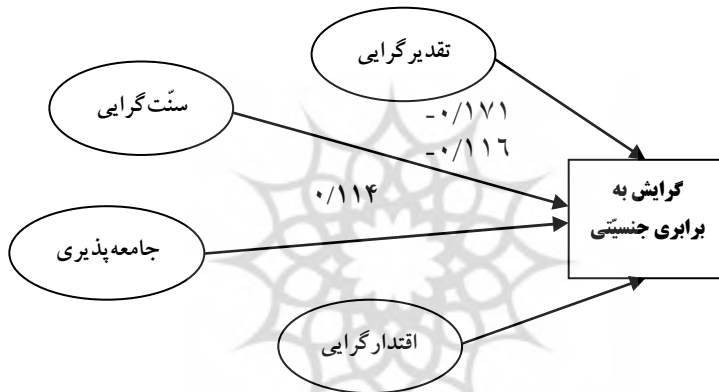 تقدیرگرایی
سنّت‌گرایی
-۰/۱۷۱
-۰/۱۱۶
۰/۱۱۴
گرایش به
برابری جنسیّتی
جامعه‌پذیری
اقتدارگرایی